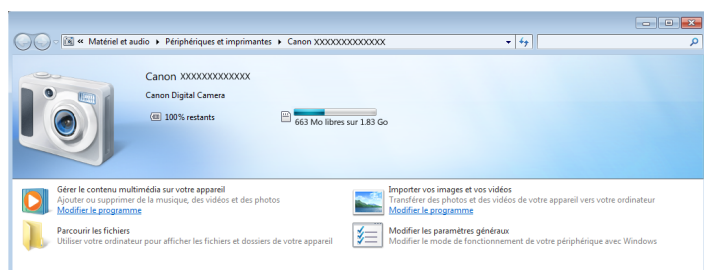 « Matériel et audio ▸ Périphériques et imprimantes ▸ Canon XXXXXXXXXXXXX
Canon XXXXXXXXXXXXX
Canon Digital Camera
100% restants
663 Mo libres sur 1.83 Go
Gérer le contenu multimédia sur votre appareil
Ajouter ou supprimer de la musique, des vidéos et des photos
Modifier le programme
Importer vos images et vos vidéos
Transférer des photos et des vidéos de votre appareil vers votre ordinateur
Modifier le programme
Parcourir les fichiers
Utiliser votre ordinateur pour afficher les fichiers et dossiers de votre appareil
Modifier les paramètres généraux
Modifier le mode de fonctionnement de votre périphérique avec Windows